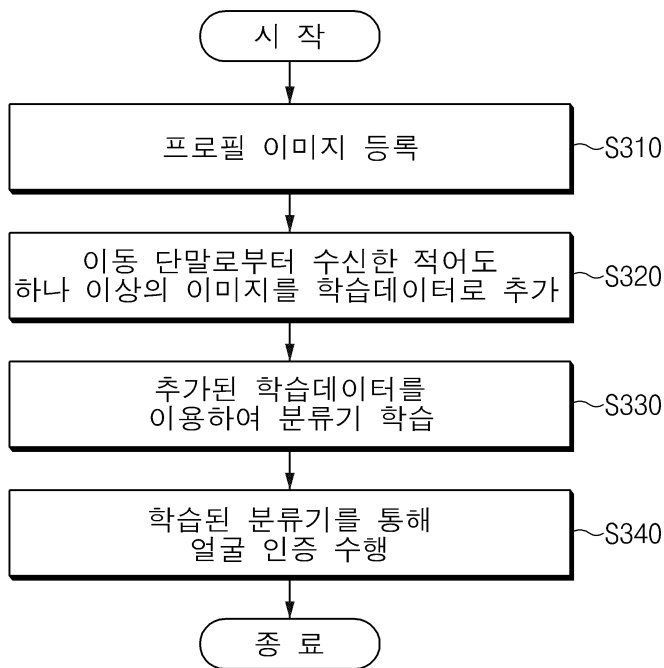 시 작
프로필 이미지 등록
S310
이동 단말로부터 수신한 적어도
하나 이상의 이미지를 학습데이터로 추가
S320
추가된 학습데이터를
이용하여 분류기 학습
S330
학습된 분류기를 통해
얼굴 인증 수행
S340
종 료